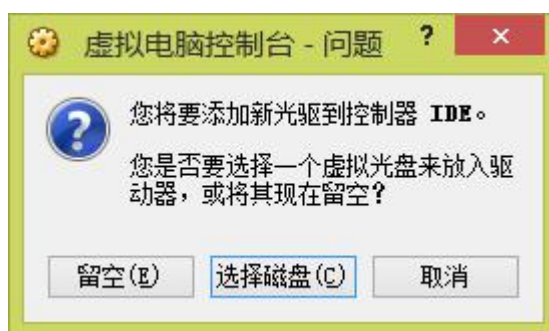 虚拟电脑控制台 - 问题 ? ×
您将要添加新光驱到控制器 IDE。
您是否要选择一个虚拟光盘来放入驱
动器，或将其现在留空?
留空(E) 选择磁盘(C) 取消